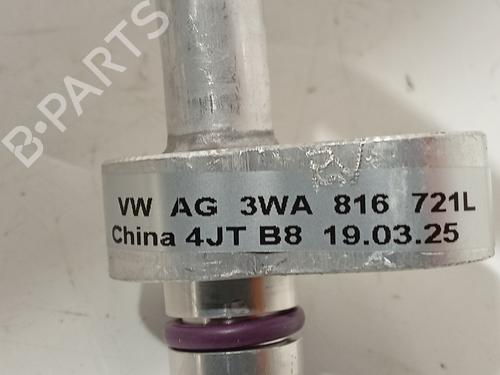 B·PARTS
VW AG 3WA 816 721L
China 4JT B8 19.03.25